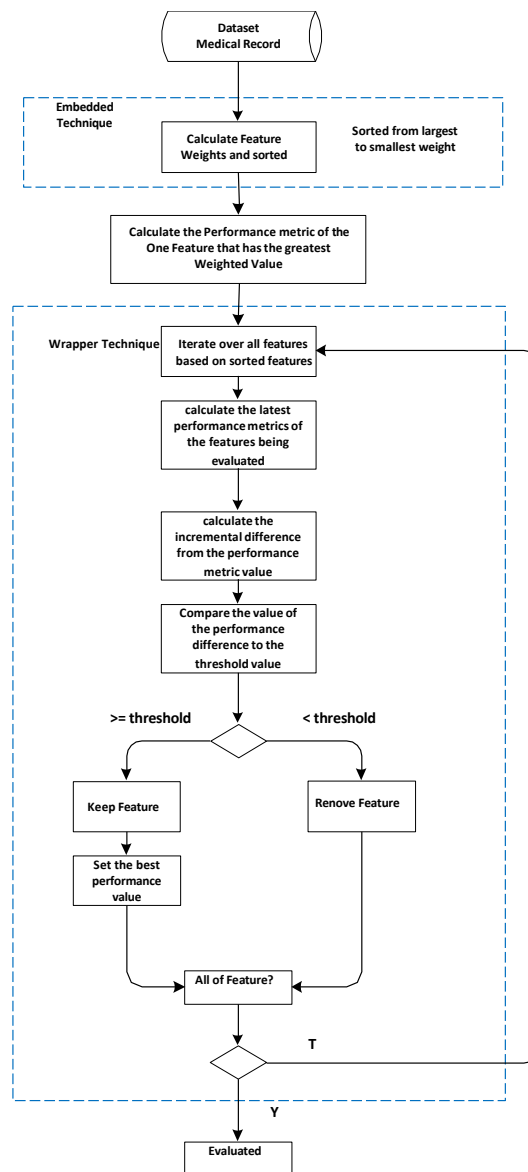 Dataset
Medical Record
Embedded
Technique
Calculate Feature
Weights and sorted
Sorted from largest
to smallest weight
Calculate the Performance metric of the
One Feature that has the greatest
Weighted Value
Wrapper Technique
Iterate over all features
based on sorted features
calculate the latest
performance metrics of
the features being
evaluated
calculate the
incremental difference
from the performance
metric value
Compare the value of
the performance
difference to the
threshold value
>= threshold
< threshold
Keep Feature
Renove Feature
Set the best
performance
value
All of Feature?
T
Y
Evaluated